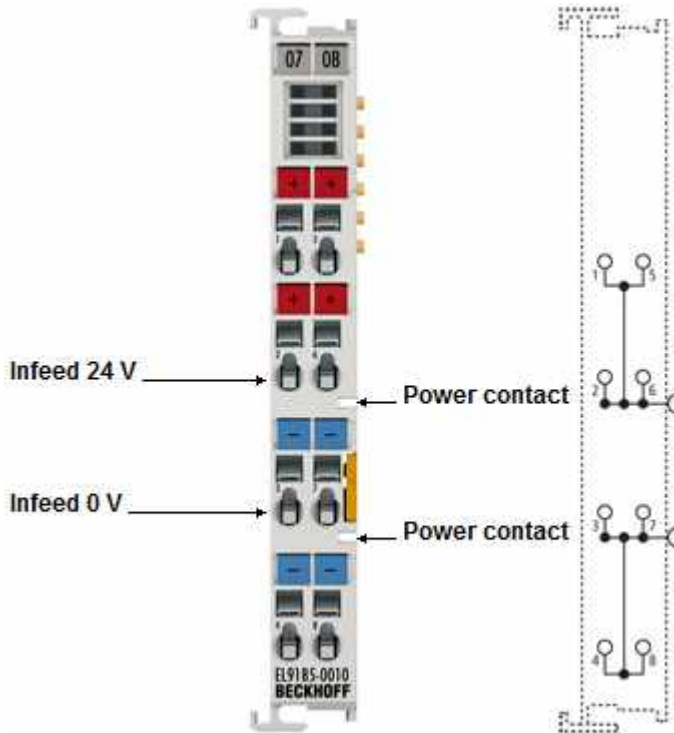 07 08
+ +
1 5
+ +
2 6
Infeed 24 V
Power contact
- -
3 7
Infeed 0 V
Power contact
- -
4 8
EL9185-0010
BECKHOFF
1 5
2 6
3 7
4 8